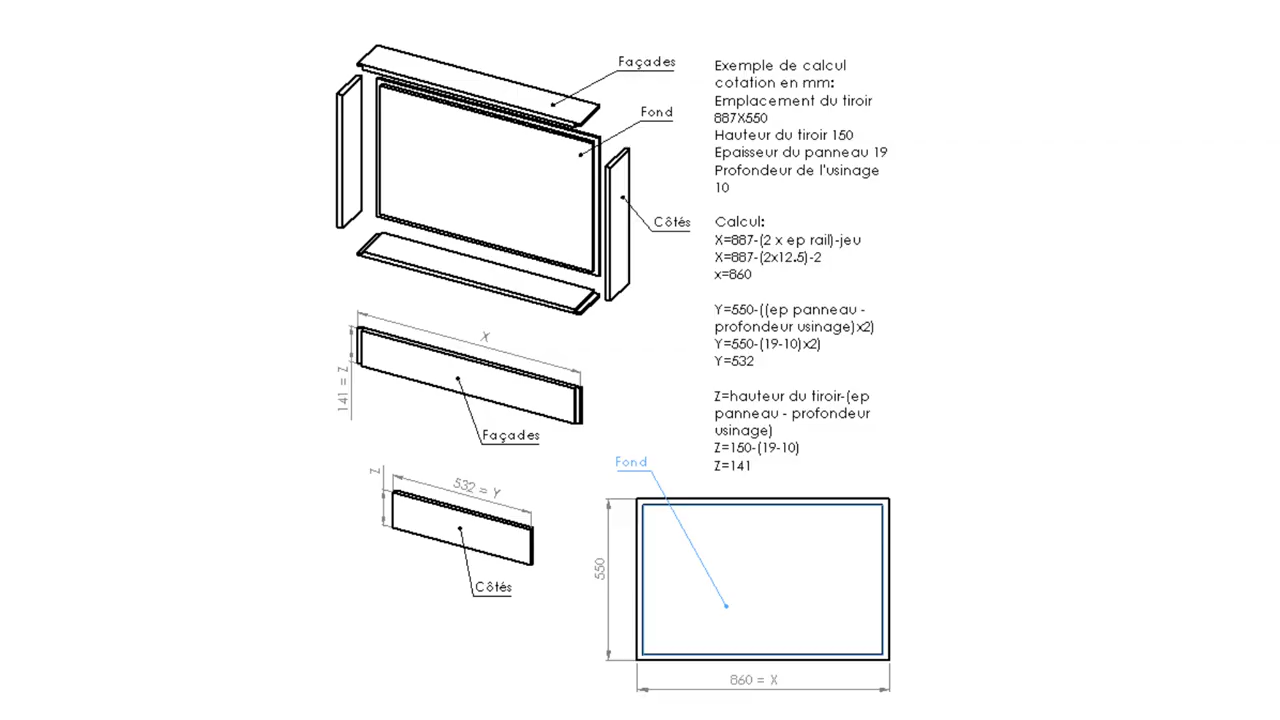 Façades
Fond
Côtés
Exemple de calcul
cotation en mm:
Emplacement du tiroir
887X550
Hauteur du tiroir 150
Epaisseur du panneau 19
Profondeur de l'usinage
10
Calcul:
X=887-(2 x ep rail)-jeu
X=887-(2x12.5)-2
x=860
Y=550-((ep panneau -
profondeur usinage)x2)
Y=550-(19-10)x2)
Y=532
Z=hauteur du tiroir-(ep
panneau - profondeur
usinage)
Z=150-(19-10)
Z=141
X
141 = Z
Façades
Z
532 = Y
Côtés
Fond
550
860 = X